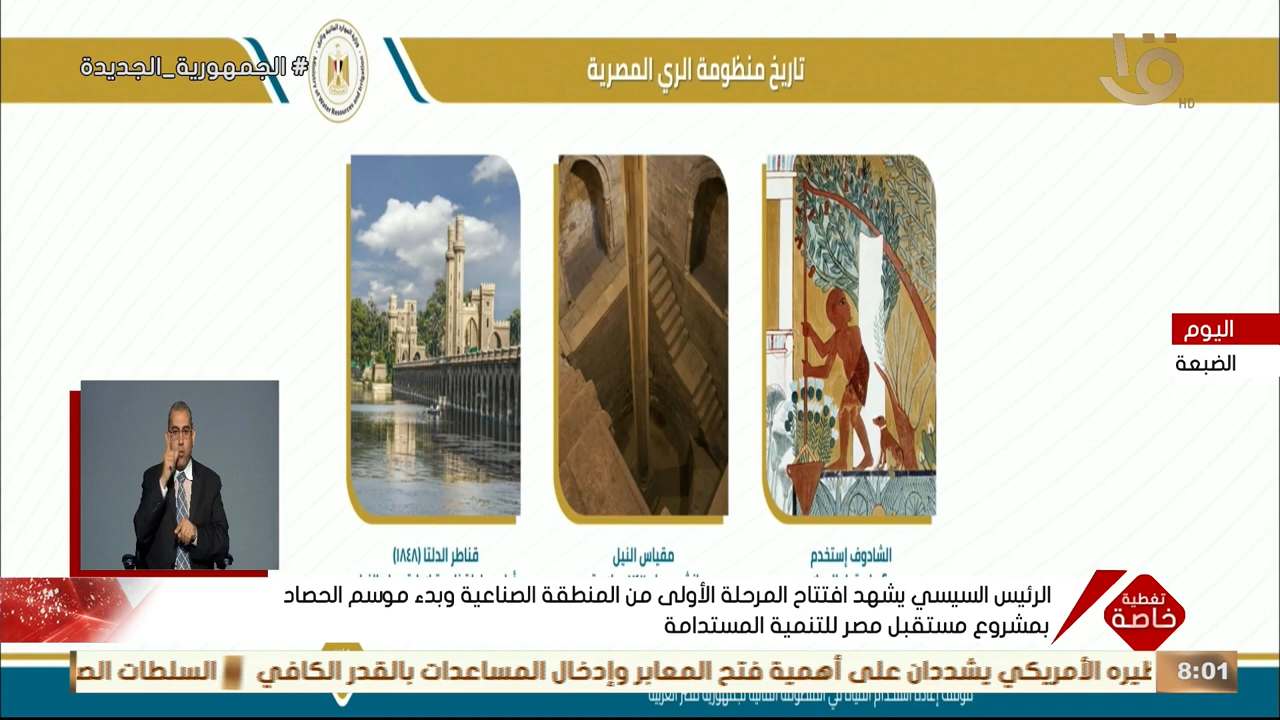 #الجمهورية_الجديدة
تاريخ منظومة الري المصرية
HD
اليوم
الضبعة
الشادوف إستخدم
مقياس النيل
قناطر الدلتا (١٨٤٨)
تغطية
خاصة
الرئيس السيسي يشهد افتتاح المرحلة الأولى من المنطقة الصناعية وبدء موسم الحصاد
بمشروع مستقبل مصر للتنمية المستدامة
8:01
الأمريكي يشددان على أهمية فتح المعابر وإدخال المساعدات بالقدر الكافي
السلطات